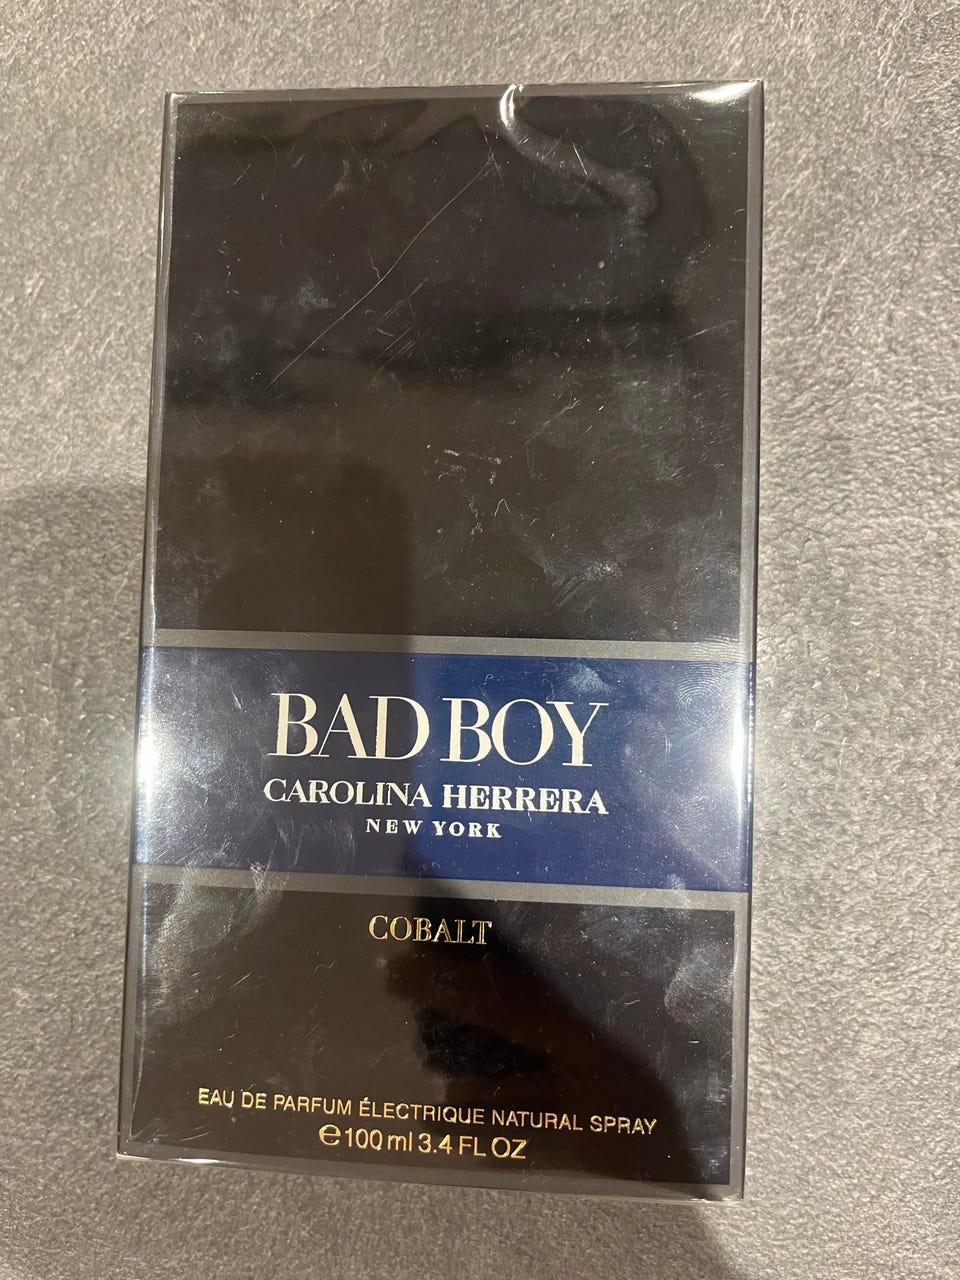 BAD BOY
CAROLINA HERRERA
NEW YORK
COBALT
EAU DE PARFUM ÉLECTRIQUE NATURAL SPRAY
℮100 ml 3.4 FL OZ